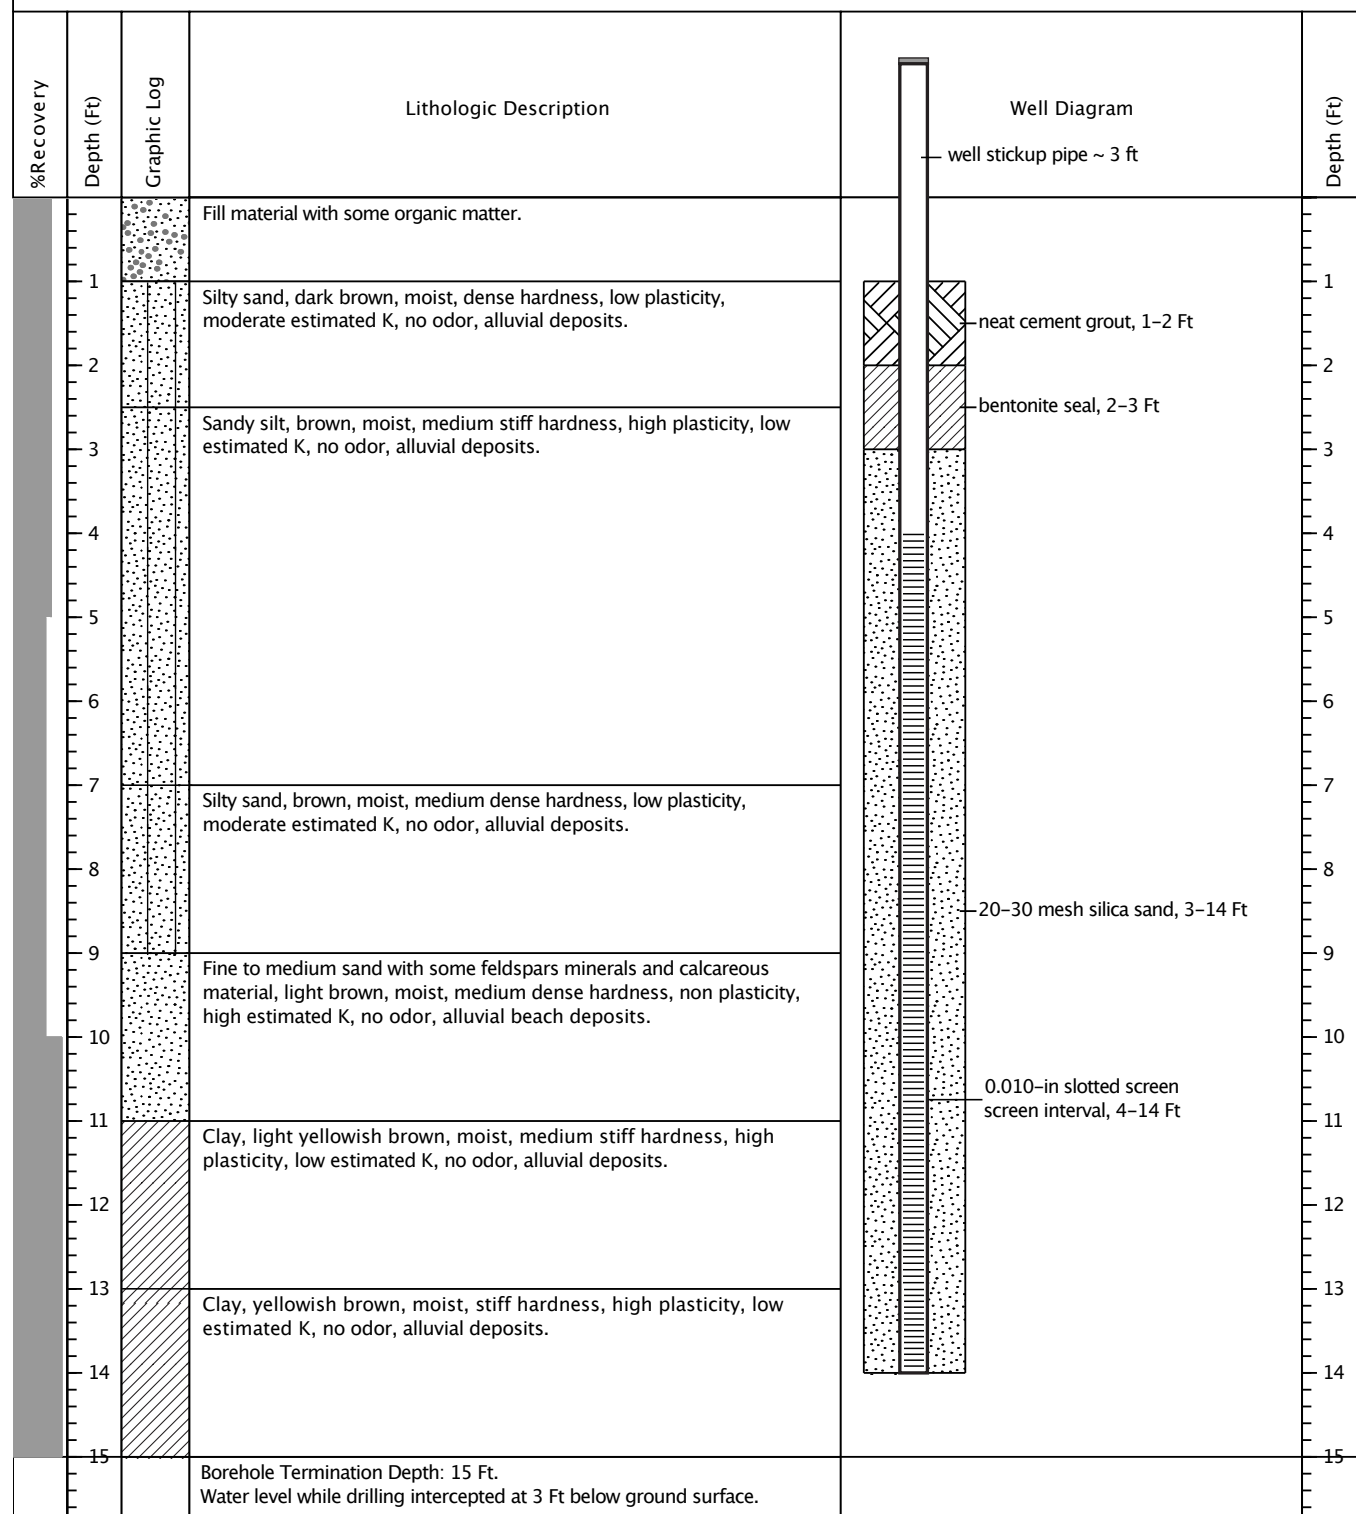 %Recovery
Depth (Ft)
Graphic Log
Lithologic Description
Well Diagram
Depth (Ft)
well stickup pipe ~ 3 ft
Fill material with some organic matter.
1
1
Silty sand, dark brown, moist, dense hardness, low plasticity,
moderate estimated K, no odor, alluvial deposits.
neat cement grout, 1–2 Ft
2
2
bentonite seal, 2–3 Ft
Sandy silt, brown, moist, medium stiff hardness, high plasticity, low
estimated K, no odor, alluvial deposits.
3
3
4
4
5
5
6
6
7
7
Silty sand, brown, moist, medium dense hardness, low plasticity,
moderate estimated K, no odor, alluvial deposits.
8
8
20–30 mesh silica sand, 3–14 Ft
9
9
Fine to medium sand with some feldspars minerals and calcareous
material, light brown, moist, medium dense hardness, non plasticity,
high estimated K, no odor, alluvial beach deposits.
10
10
0.010–in slotted screen
screen interval, 4–14 Ft
11
11
Clay, light yellowish brown, moist, medium stiff hardness, high
plasticity, low estimated K, no odor, alluvial deposits.
12
12
13
13
Clay, yellowish brown, moist, stiff hardness, high plasticity, low
estimated K, no odor, alluvial deposits.
14
14
15
15
Borehole Termination Depth: 15 Ft.
Water level while drilling intercepted at 3 Ft below ground surface.